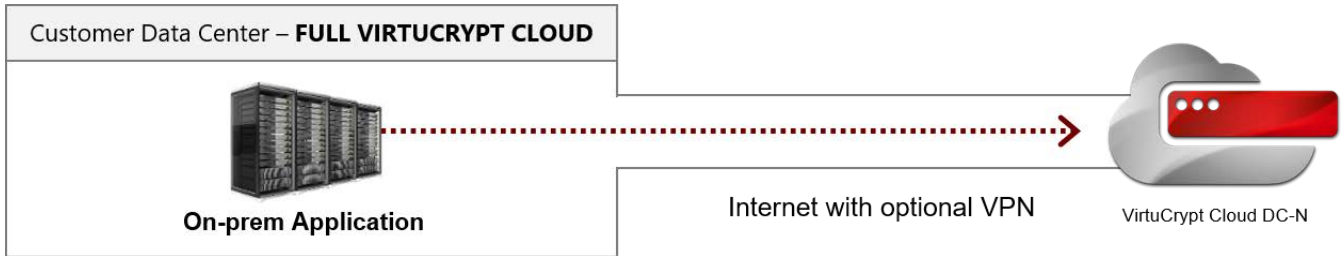 Customer Data Center – FULL VIRTUCRYPT CLOUD
On-prem Application
Internet with optional VPN
VirtuCrypt Cloud DC-N